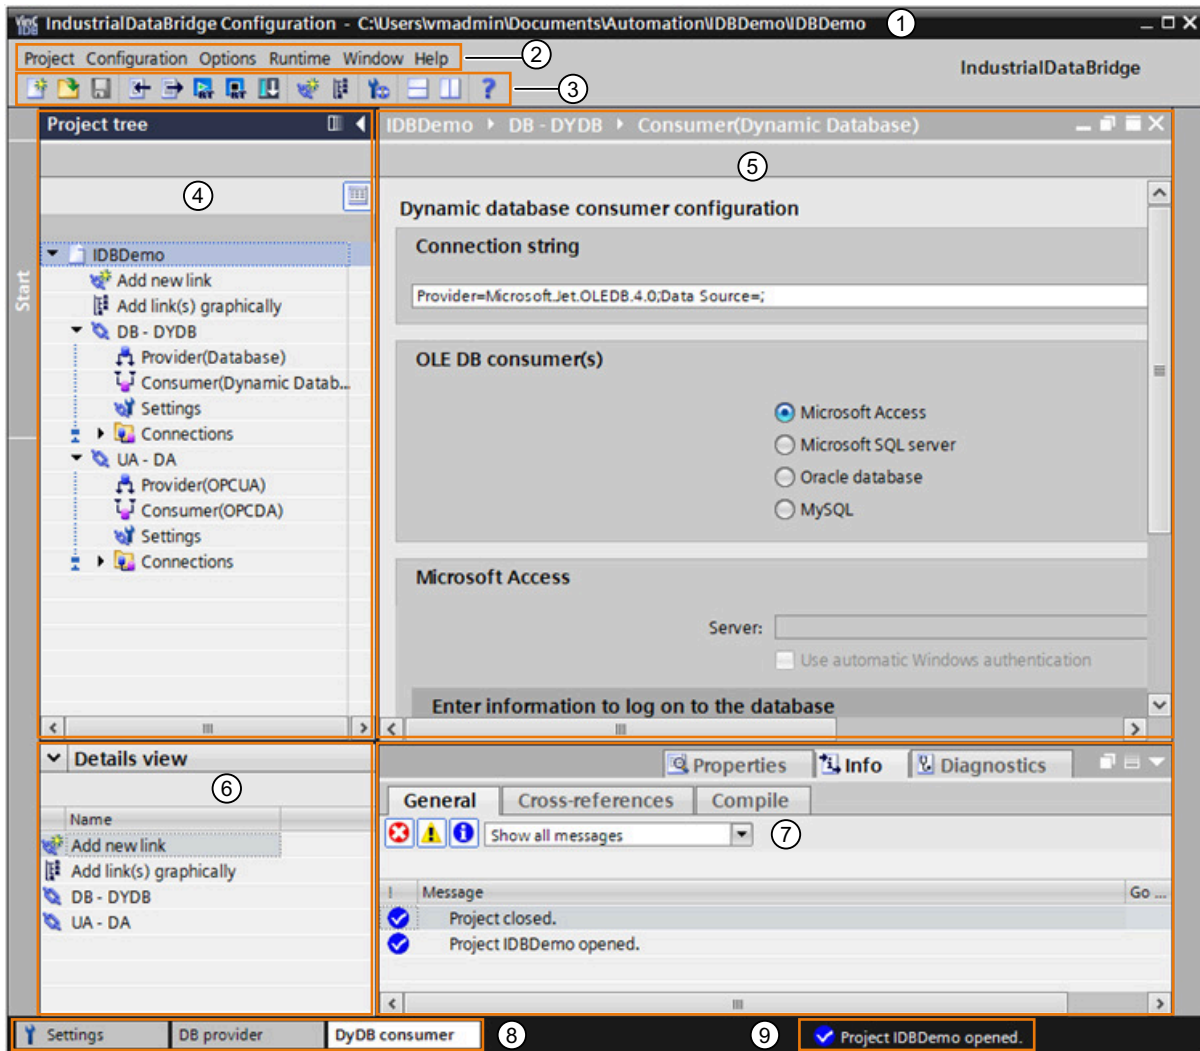 IndustrialDataBridge Configuration - C:\Users\vmadmin\Documents\Automation\IDBDemo\IDBDemo 1
Project Configuration Options Runtime Window Help 2
IndustrialDataBridge
3
Project tree
IDBDemo DB - DYDB Consumer(Dynamic Database)
4
5
Start
IDBDemo
Add new link
Add link(s) graphically
DB - DYDB
Provider(Database)
Consumer(Dynamic Datab...
Settings
Connections
UA - DA
Provider(OPCUA)
Consumer(OPCDA)
Settings
Connections
Dynamic database consumer configuration
Connection string
Provider=Microsoft.Jet.OLEDB.4.0;Data Source=;
OLE DB consumer(s)
Microsoft Access
Microsoft SQL server
Oracle database
MySQL
Microsoft Access
Server:
Use automatic Windows authentication
Enter information to log on to the database
Details view
6
Name
Add new link
Add link(s) graphically
DB - DYDB
UA - DA
Properties Info Diagnostics
General Cross-references Compile
Show all messages 7
! Message Go ...
Project closed.
Project IDBDemo opened.
Settings DB provider DyDB consumer 8 9 Project IDBDemo opened.